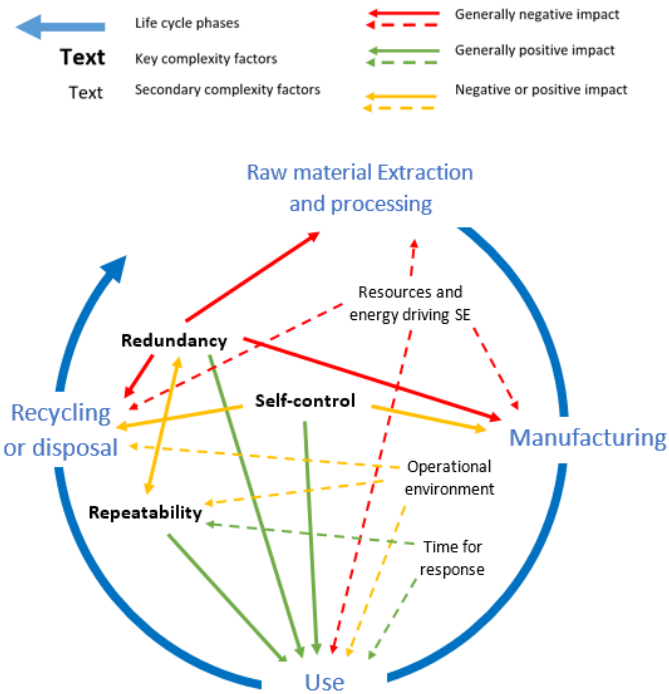 Life cycle phases
Text
Key complexity factors
Text
Secondary complexity factors
Generally negative impact
Generally positive impact
Negative or positive impact
Raw material Extraction
and processing
Resources and
energy driving SE
Redundancy
Self-control
Recycling
or disposal
Manufacturing
Operational
environment
Repeatability
Time for
response
Use